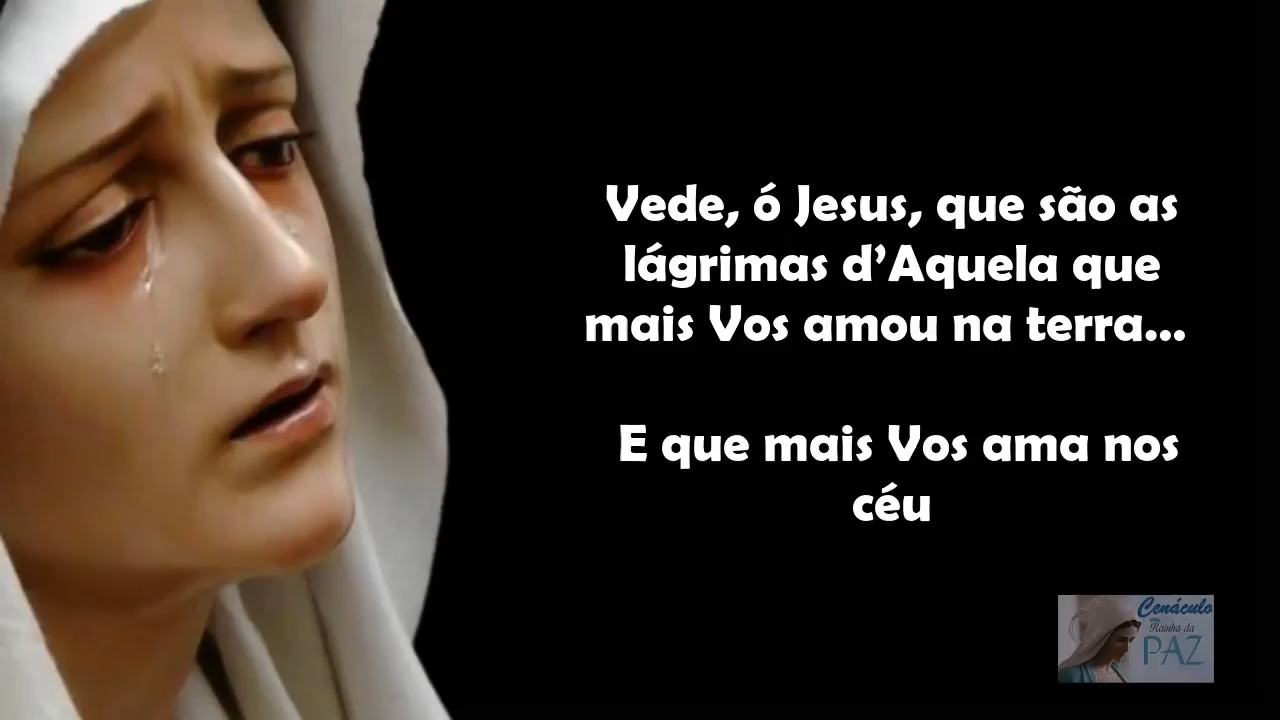 Vede, ó Jesus, que são as
lágrimas d’Aquela que
mais Vos amou na terra...
E que mais Vos ama nos
céu
Cenáculo
Rainha da
PAZ